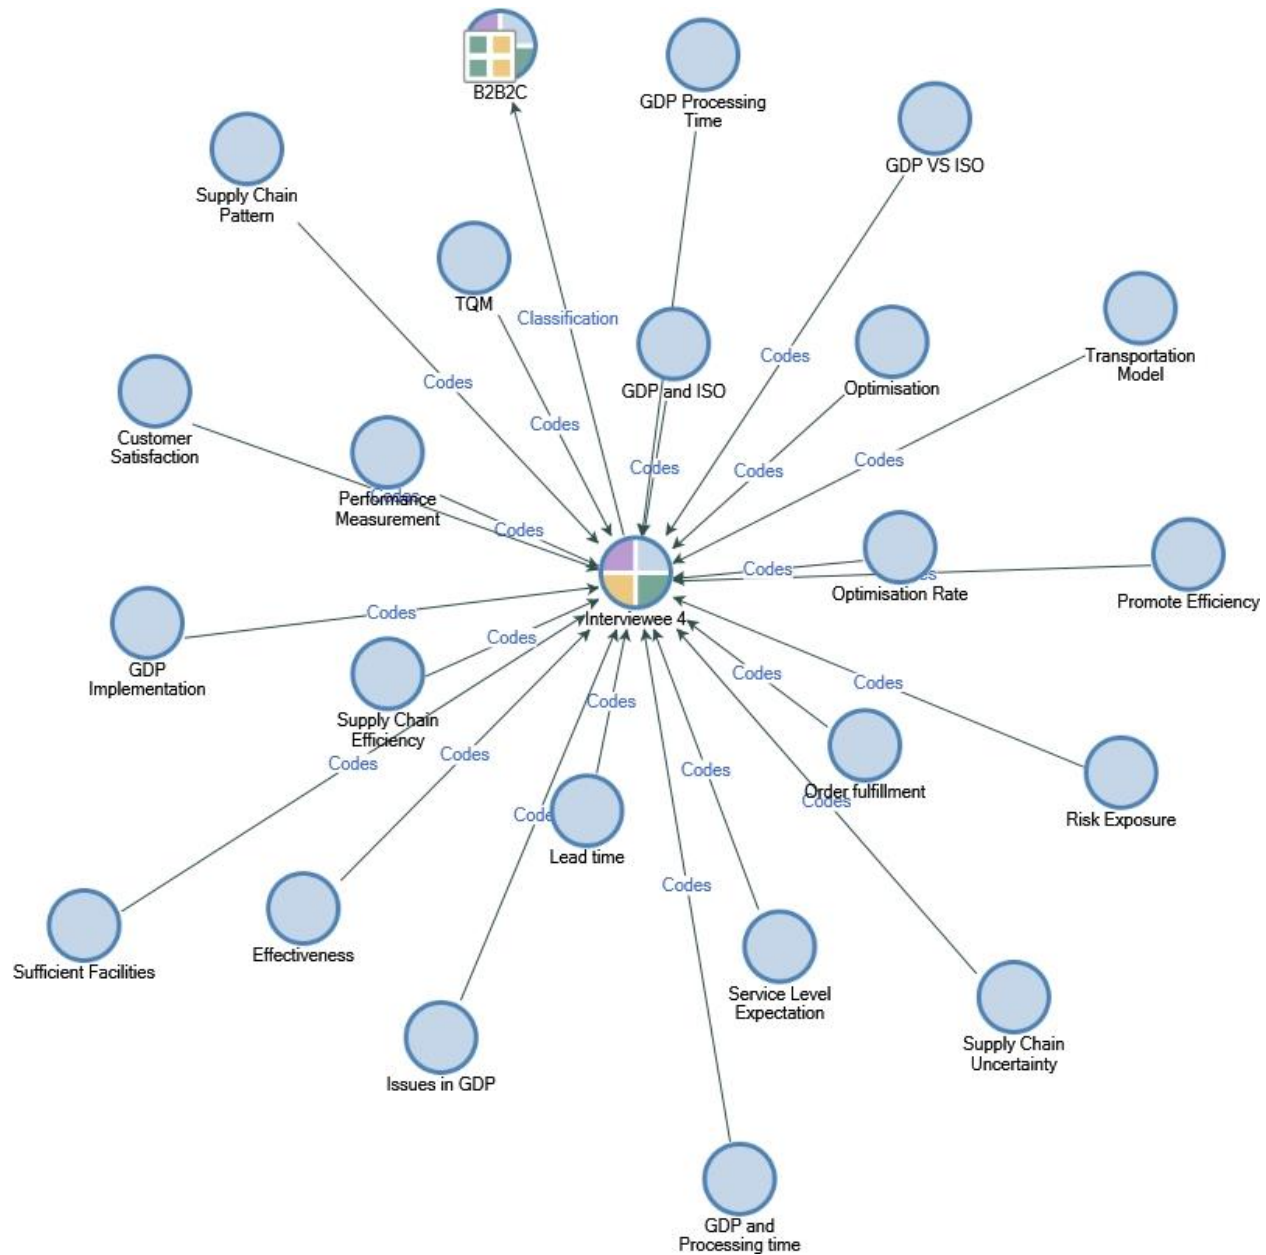 B2B2C
GDP Processing
Time
GDP VS ISO
Supply Chain
Pattern
TQM
Classification
GDP and ISO
Codes
Optimisation
Transportation
Model
Codes
Customer
Satisfaction
Codes
Codes
Codes
Codes
Codes
Performance
Measurement
Codes
Codes
Codes
Optimisation Rate
Promote Efficiency
Interviewee 4
Codes
GDP
Implementation
Codes
Supply Chain
Efficiency
Codes
Codes
Codes
Codes
Codes
Codes
Order fulfillment
Codes
Risk Exposure
Lead time
Codes
Sufficient Facilities
Effectiveness
Service Level
Expectation
Issues in GDP
Supply Chain
Uncertainty
GDP and
Processing time